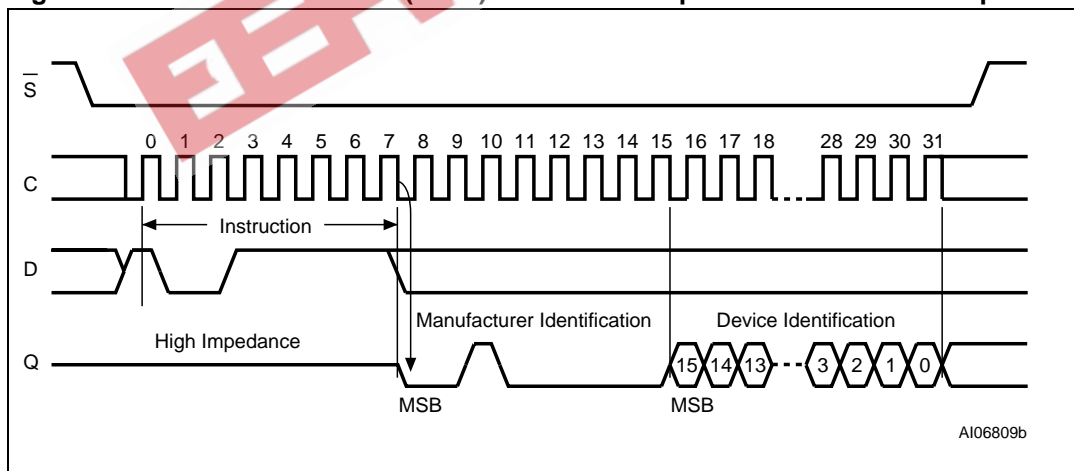 S
0 1 2 3 4 5 6 7 8 9 10 11 12 13 14 15 16 17 18 28 29 30 31
C
Instruction
D
Manufacturer Identification Device Identification
High Impedance
Q
15 14 13 3 2 1 0
MSB MSB
AI06809b